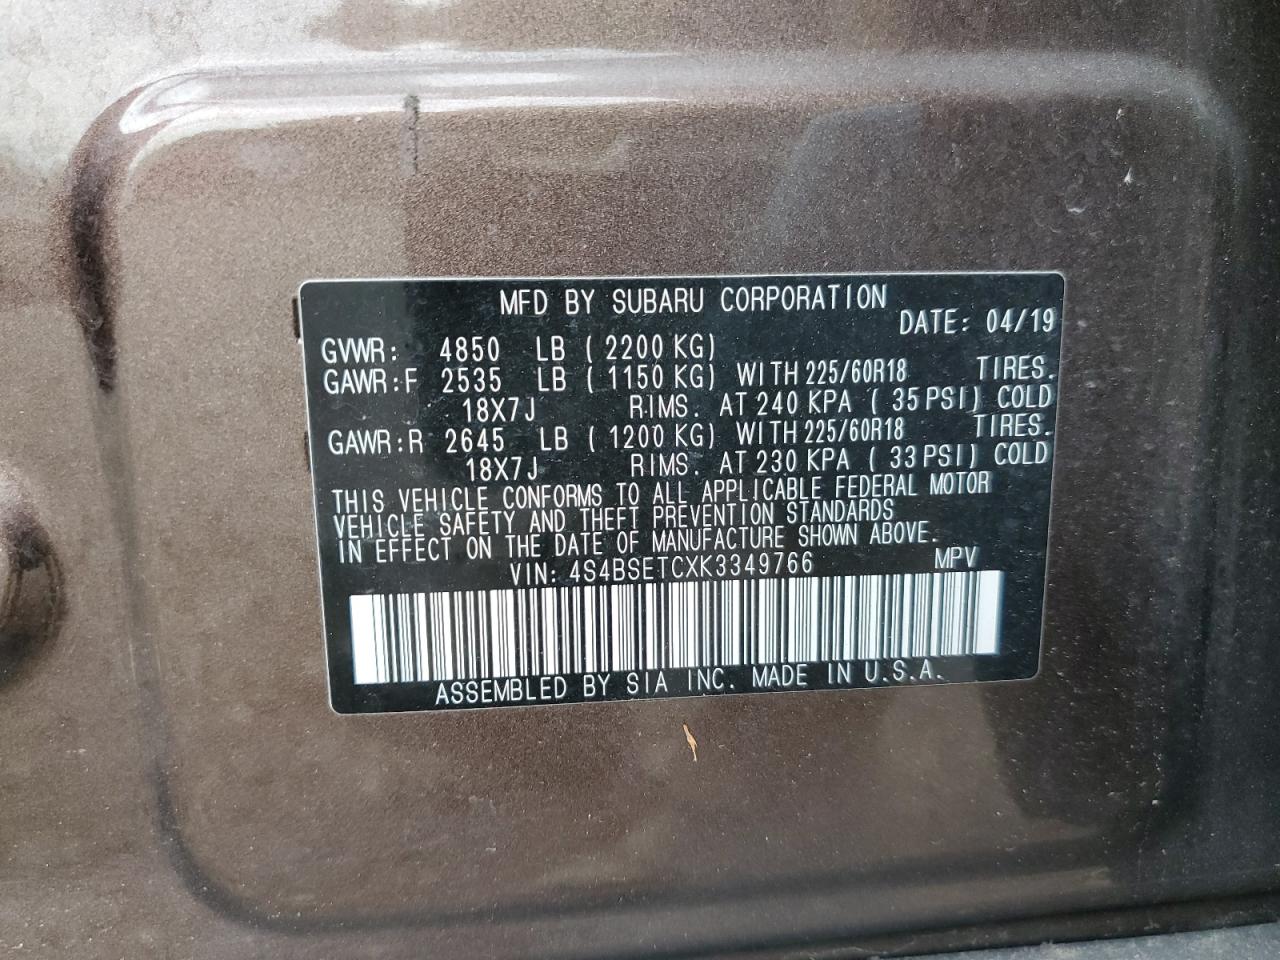 MFD BY SUBARU CORPORATION
DATE: 04/19
GVWR: 4850 LB ( 2200 KG)
GAWR:F 2535 LB ( 1150 KG) WITH 225/60R18 TIRES.
18X7J RIMS. AT 240 KPA ( 35 PSI) COLD
GAWR:R 2645 LB ( 1200 KG) WITH 225/60R18 TIRES.
18X7J RIMS. AT 230 KPA ( 33 PSI) COLD
THIS VEHICLE CONFORMS TO ALL APPLICABLE FEDERAL MOTOR
VEHICLE SAFETY AND THEFT PREVENTION STANDARDS
IN EFFECT ON THE DATE OF MANUFACTURE SHOWN ABOVE.
VIN: 4S4BSETCXK3349766 MPV
ASSEMBLED BY SIA INC. MADE IN U.S.A.